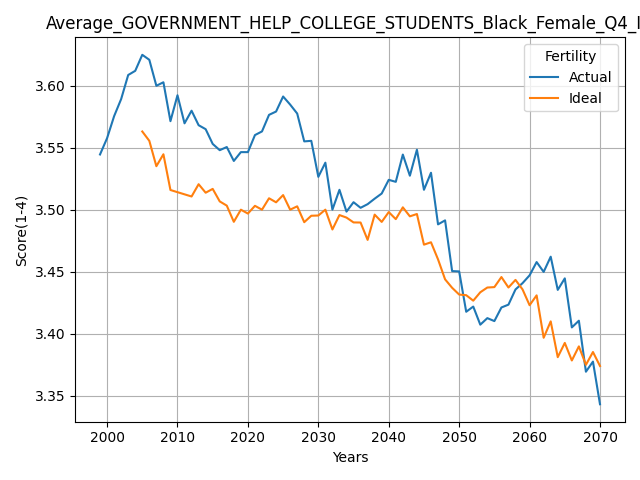 Average_GOVERNMENT_HELP_COLLEGE_STUDENTS_Black_Female_Q4_I
Fertility
Actual
Ideal
Score(1-4)
3.60
3.55
3.50
3.45
3.40
3.35
2000 2010 2020 2030 2040 2050 2060 2070
Years